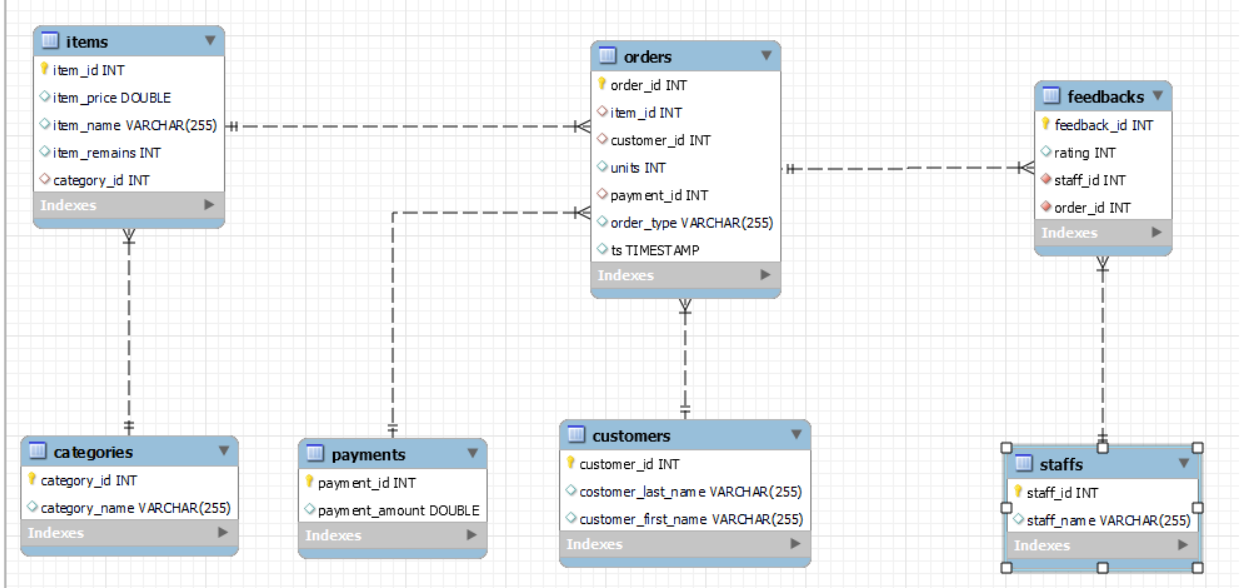 items
item_id INT
item_price DOUBLE
item_name VARCHAR(255)
item_remains INT
category_id INT
Indexes
orders
order_id INT
item_id INT
customer_id INT
units INT
payment_id INT
order_type VARCHAR(255)
ts TIMESTAMP
Indexes
feedbacks
feedback_id INT
rating INT
staff_id INT
order_id INT
Indexes
categories
category_id INT
category_name VARCHAR(255)
Indexes
payments
payment_id INT
payment_amount DOUBLE
Indexes
customers
customer_id INT
costomer_last_name VARCHAR(255)
customer_first_name VARCHAR(255)
Indexes
staffs
staff_id INT
staff_name VARCHAR(255)
Indexes